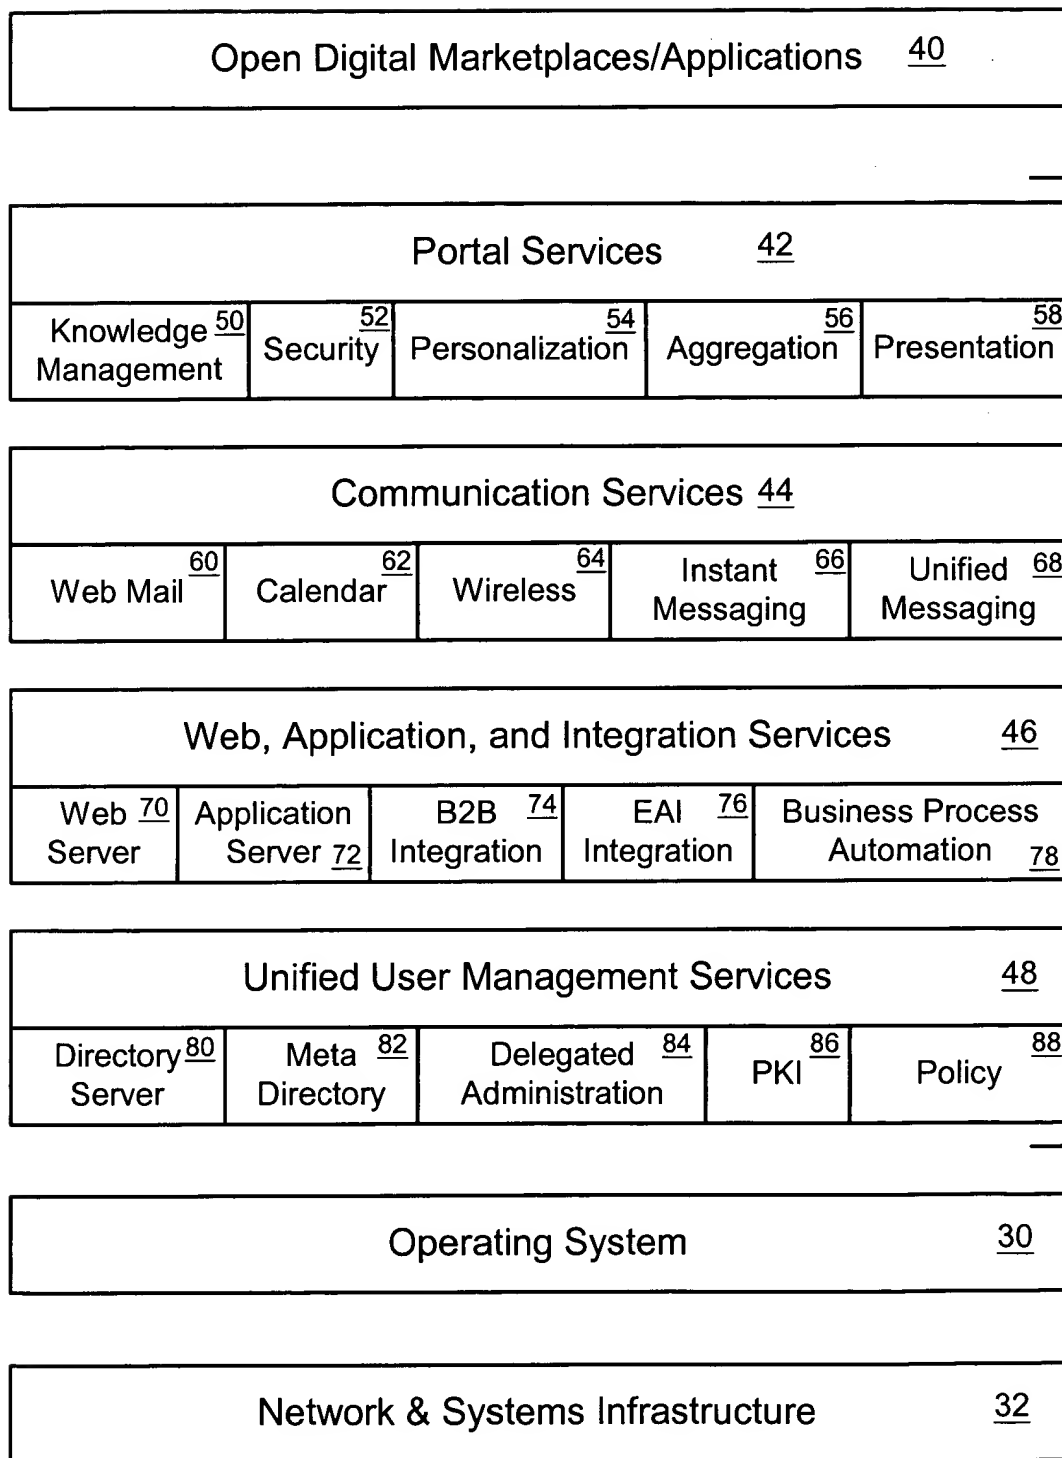 Open Digital Marketplaces/Applications 40
Portal Services 42
Knowledge 50
Management
Security 52
Personalization 54
Aggregation 56
Presentation 58
Communication Services 44
Web Mail 60
Calendar 62
Wireless 64
Instant 66
Messaging
Unified 68
Messaging
Web, Application, and Integration Services 46
Web 70
Server
Application
Server 72
B2B 74
Integration
EAI 76
Integration
Business Process
Automation 78
Unified User Management Services 48
Directory 80
Server
Meta 82
Directory
Delegated 84
Administration
PKI 86
Policy 88
Operating System 30
Network & Systems Infrastructure 32